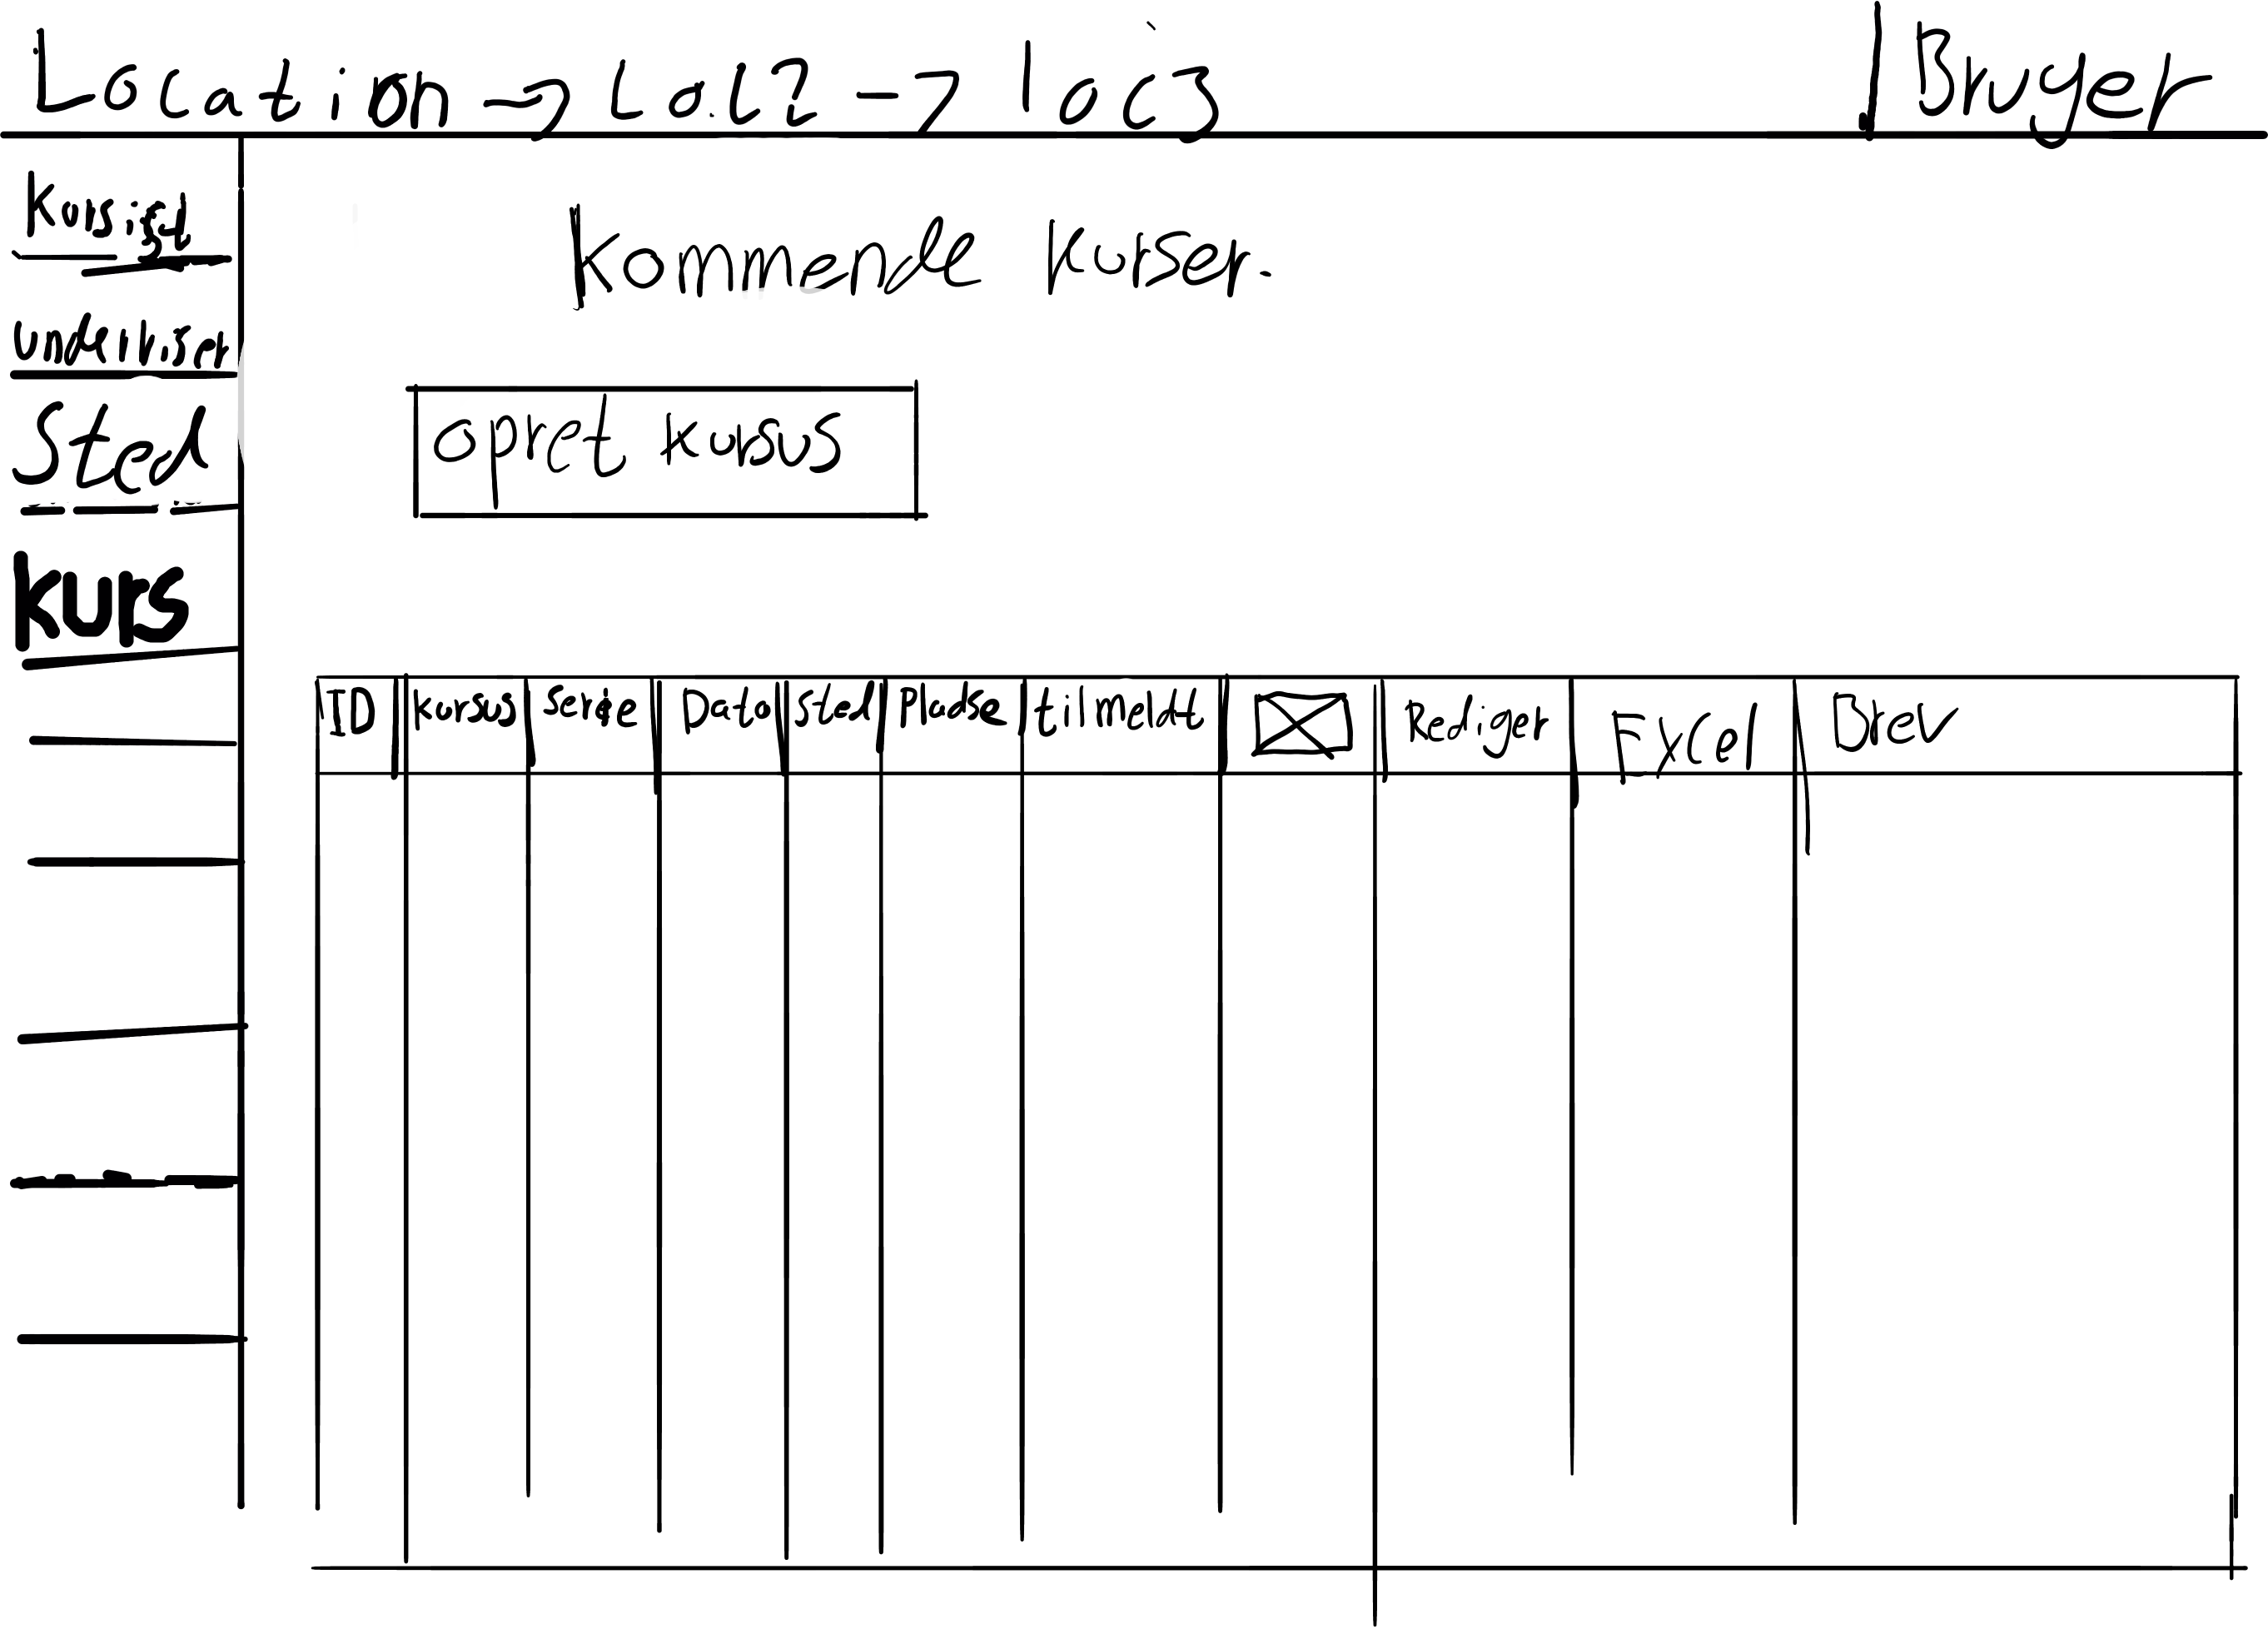 Location → Lol2 → loc3 Bruger
Kursist
Underviser
Sted
Kurs
Kommende kurser.
opret kursus
ID Kursus Serie Dato Sted Pladse tilmeldt Rediger Excel Brev